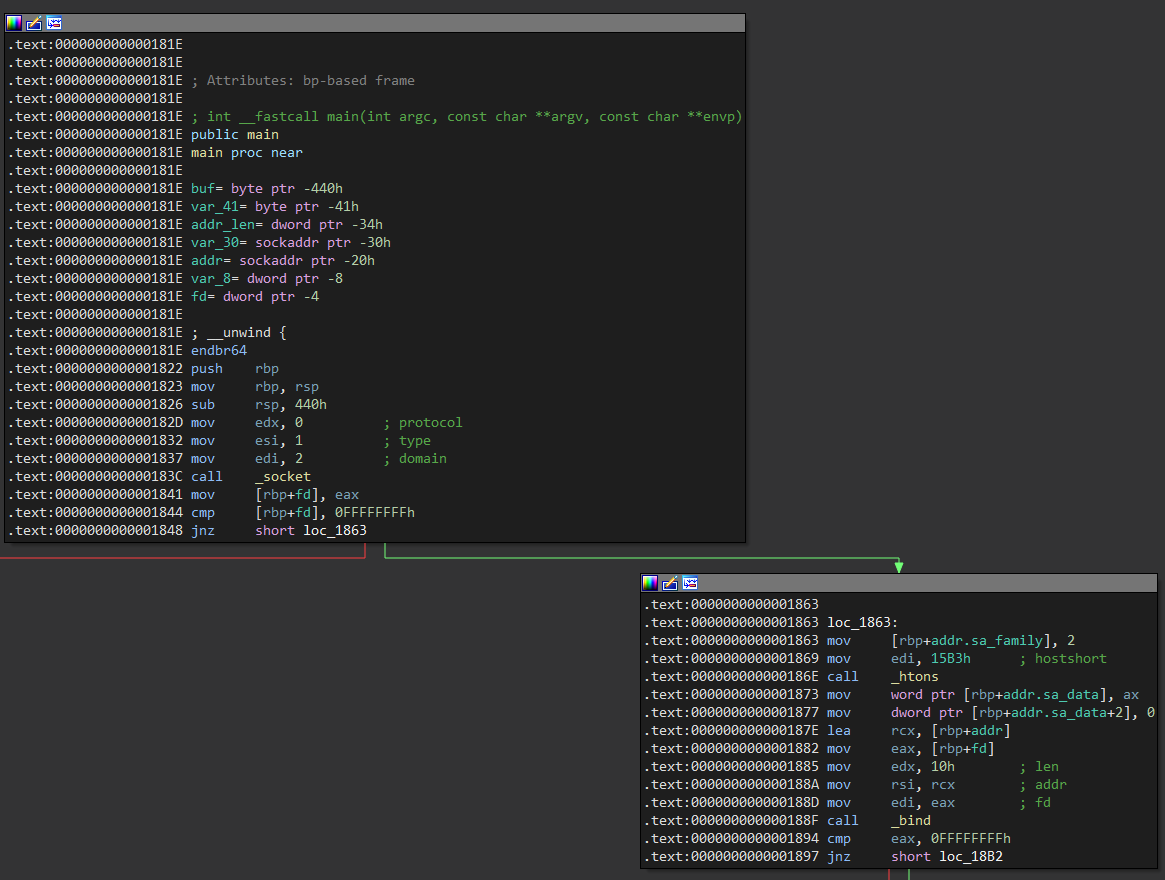 .text:000000000000181E
.text:000000000000181E
.text:000000000000181E ; Attributes: bp-based frame
.text:000000000000181E
.text:000000000000181E ; int __fastcall main(int argc, const char **argv, const char **envp)
.text:000000000000181E public main
.text:000000000000181E main proc near
.text:000000000000181E
.text:000000000000181E buf= byte ptr -440h
.text:000000000000181E var_41= byte ptr -41h
.text:000000000000181E addr_len= dword ptr -34h
.text:000000000000181E var_30= sockaddr ptr -30h
.text:000000000000181E addr= sockaddr ptr -20h
.text:000000000000181E var_8= dword ptr -8
.text:000000000000181E fd= dword ptr -4
.text:000000000000181E
.text:000000000000181E ; __unwind {
.text:000000000000181E endbr64
.text:0000000000001822 push    rbp
.text:0000000000001823 mov     rbp, rsp
.text:0000000000001826 sub     rsp, 440h
.text:000000000000182D mov     edx, 0          ; protocol
.text:0000000000001832 mov     esi, 1          ; type
.text:0000000000001837 mov     edi, 2          ; domain
.text:000000000000183C call    _socket
.text:0000000000001841 mov     [rbp+fd], eax
.text:0000000000001844 cmp     [rbp+fd], 0FFFFFFFFh
.text:0000000000001848 jnz     short loc_1863
.text:0000000000001863
.text:0000000000001863 loc_1863:
.text:0000000000001863 mov     [rbp+addr.sa_family], 2
.text:0000000000001869 mov     edi, 15B3h      ; hostshort
.text:000000000000186E call    _htons
.text:0000000000001873 mov     word ptr [rbp+addr.sa_data], ax
.text:0000000000001877 mov     dword ptr [rbp+addr.sa_data+2], 0
.text:000000000000187E lea     rcx, [rbp+addr]
.text:0000000000001882 mov     eax, [rbp+fd]
.text:0000000000001885 mov     edx, 10h        ; len
.text:000000000000188A mov     rsi, rcx        ; addr
.text:000000000000188D mov     edi, eax        ; fd
.text:000000000000188F call    _bind
.text:0000000000001894 cmp     eax, 0FFFFFFFFh
.text:0000000000001897 jnz     short loc_18B2